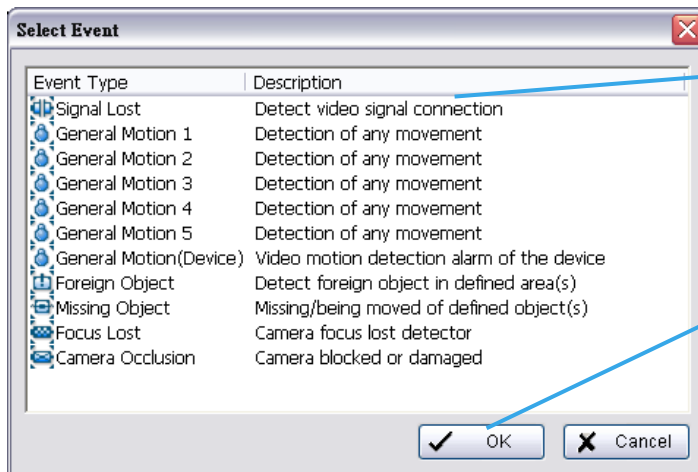 Select Event
Event Type Description
Signal Lost Detect video signal connection
General Motion 1 Detection of any movement
General Motion 2 Detection of any movement
General Motion 3 Detection of any movement
General Motion 4 Detection of any movement
General Motion 5 Detection of any movement
General Motion(Device) Video motion detection alarm of the device
Foreign Object Detect foreign object in defined area(s)
Missing Object Missing/being moved of defined object(s)
Focus Lost Camera focus lost detector
Camera Occlusion Camera blocked or damaged
OK Cancel